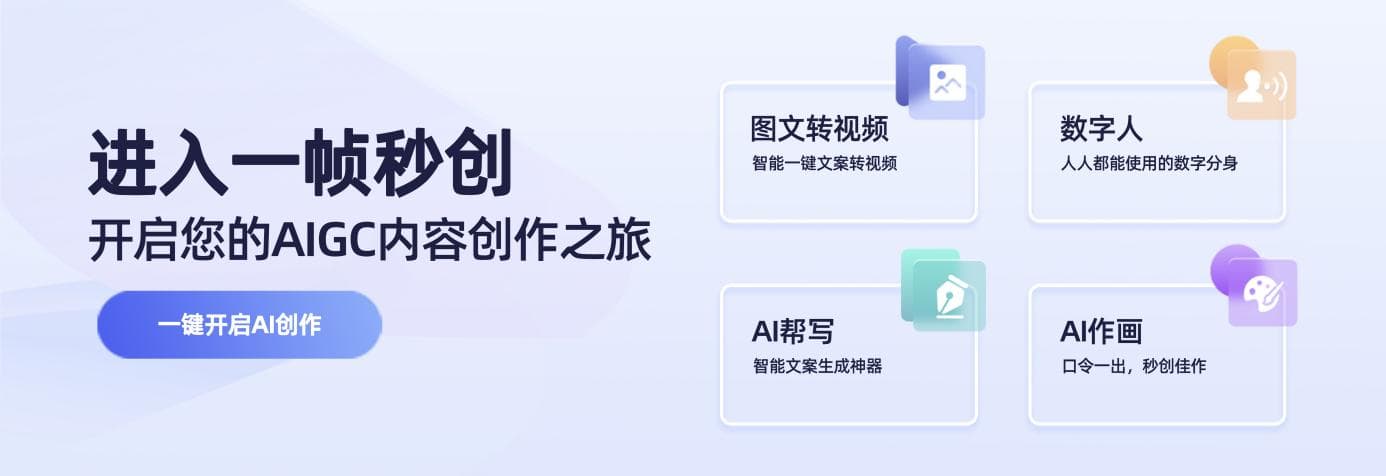 进入一帧秒创
开启您的AIGC内容创作之旅
一键开启AI创作
图文转视频
智能一键文案转视频
数字人
人人都能使用的数字分身
AI帮写
智能文案生成神器
AI作画
口令一出，秒创佳作